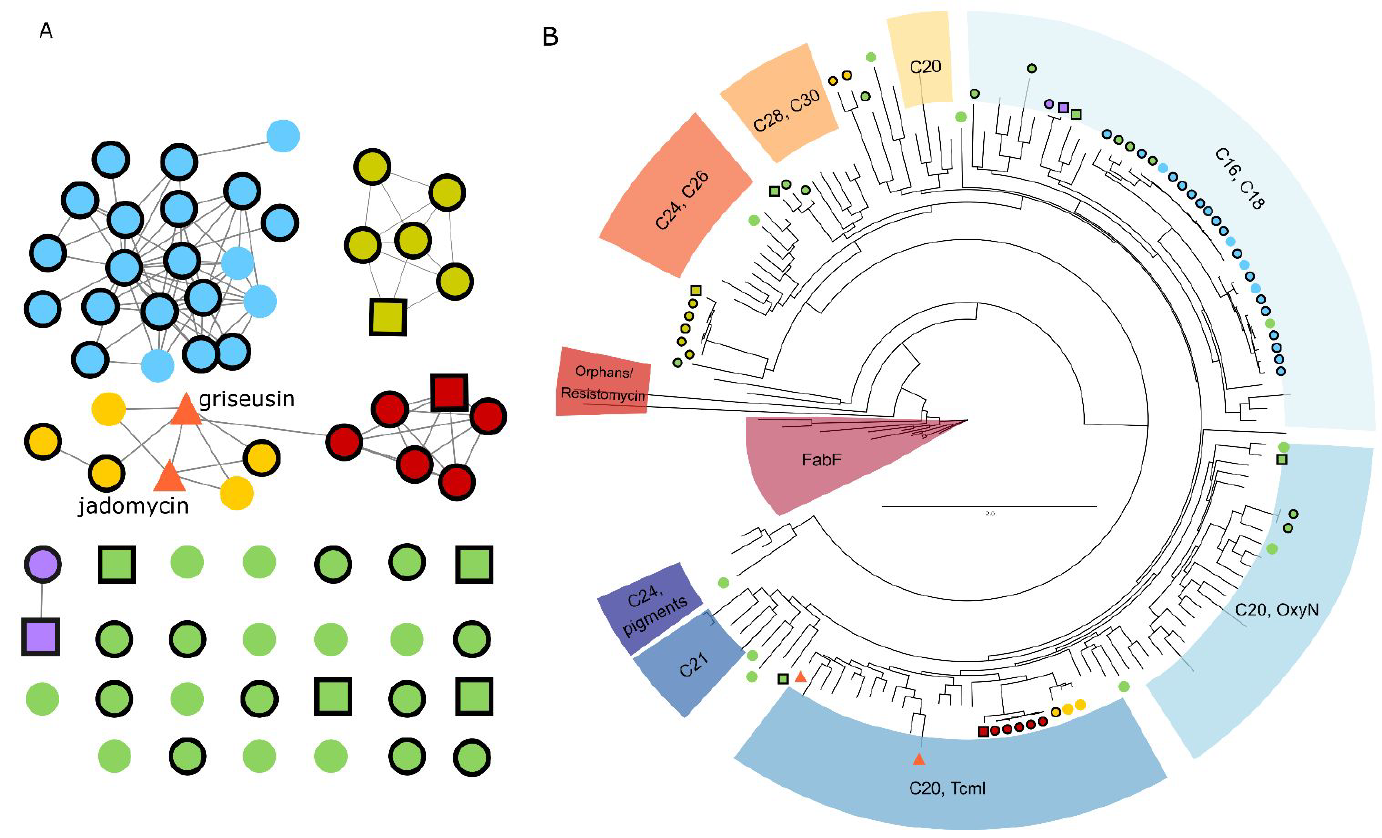 A
B
griseusin
jadomycin
C20
C28, C30
C24, C26
C16, C18
Orphans/
Resistomycin
FabF
C24,
pigments
C21
C20, OxyN
C20, TcmI